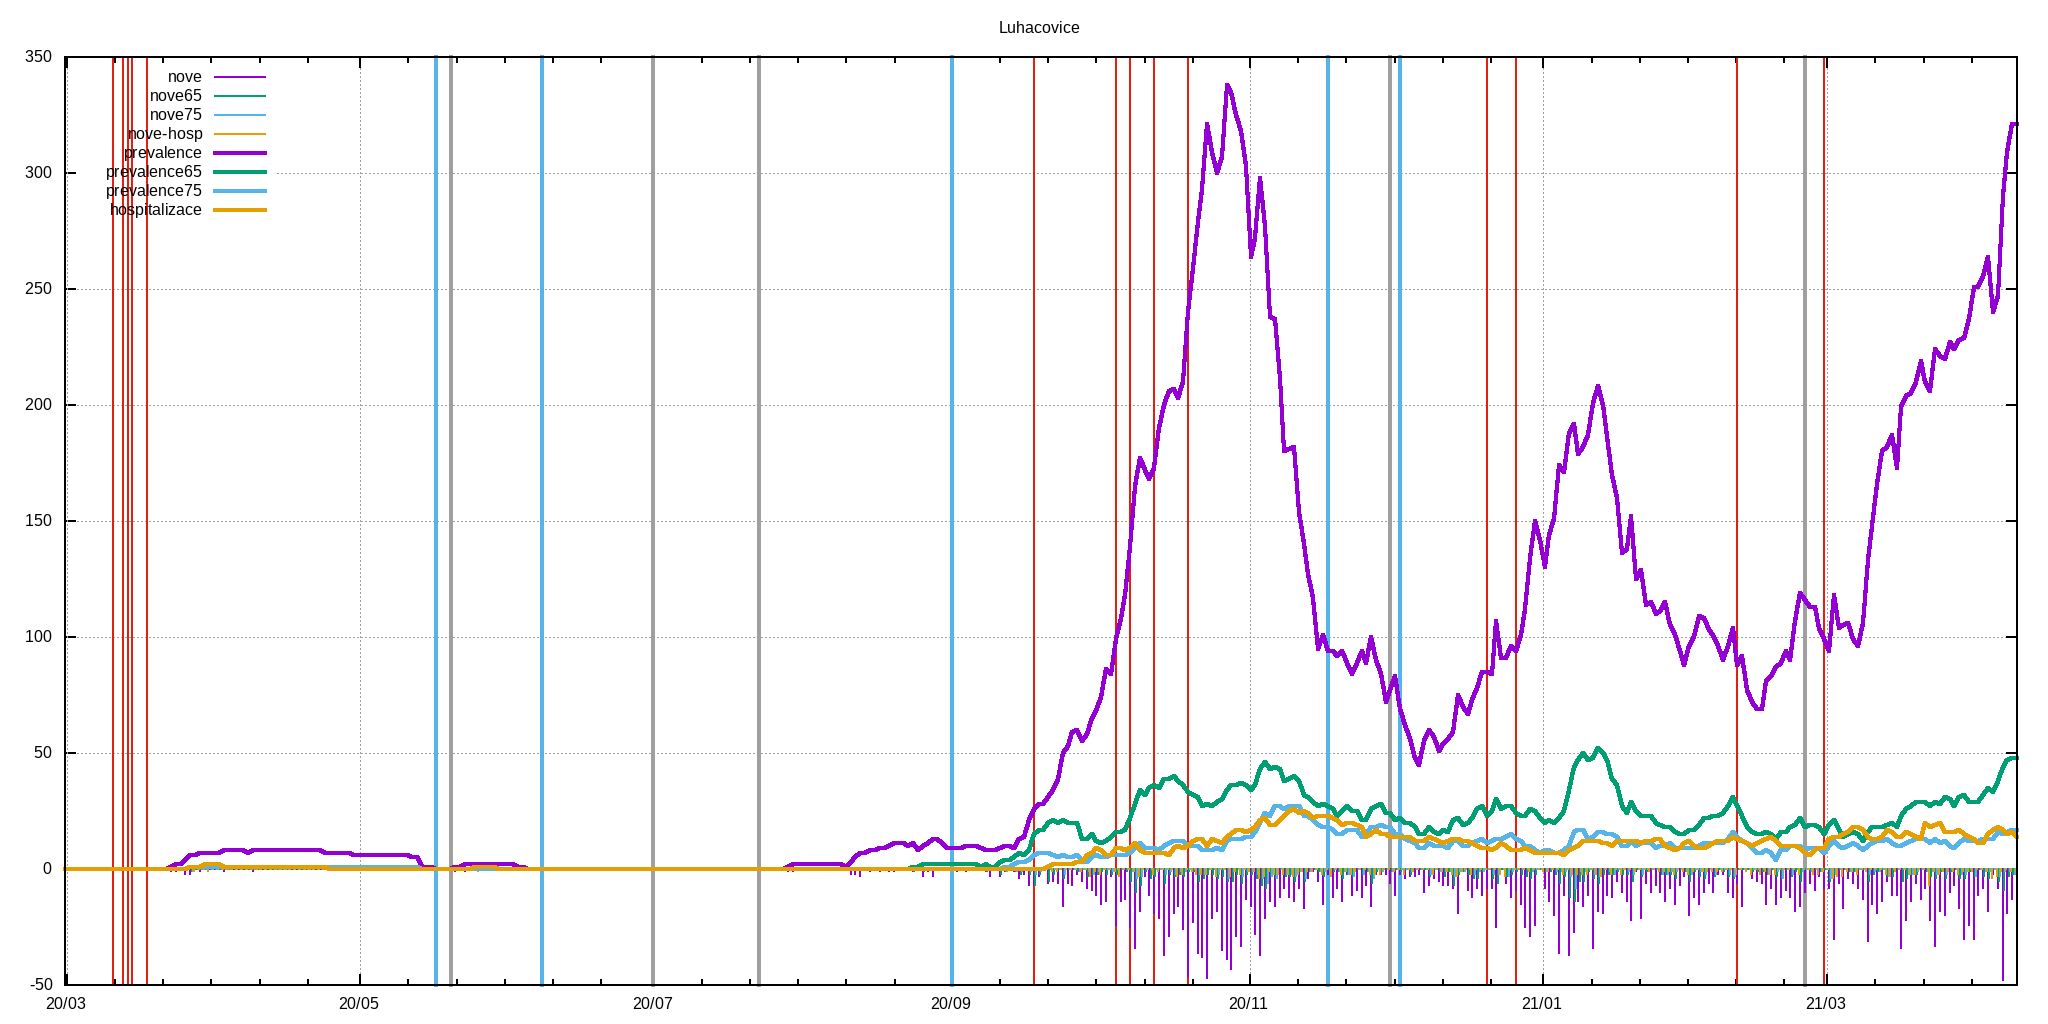 Luhacovice
350
300
250
200
150
100
50
0
-50
nove
nove65
nove75
nove-hosp
prevalence
prevalence65
prevalence75
hospitalizace
20/03 20/05 20/07 20/09 20/11 21/01 21/03